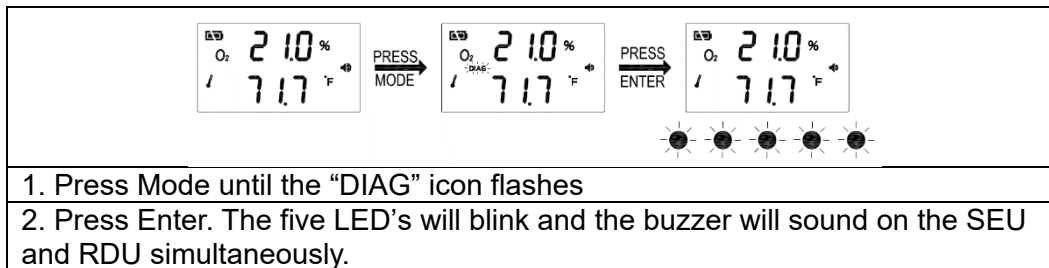 21.0 % PRESS 21.0 % PRESS 21.0 %
O2 O2 O2
MODE DIAG ENTER
71.7 °F 71.7 °F 71.7 °F
1. Press Mode until the “DIAG” icon flashes
2. Press Enter. The five LED’s will blink and the buzzer will sound on the SEU
and RDU simultaneously.